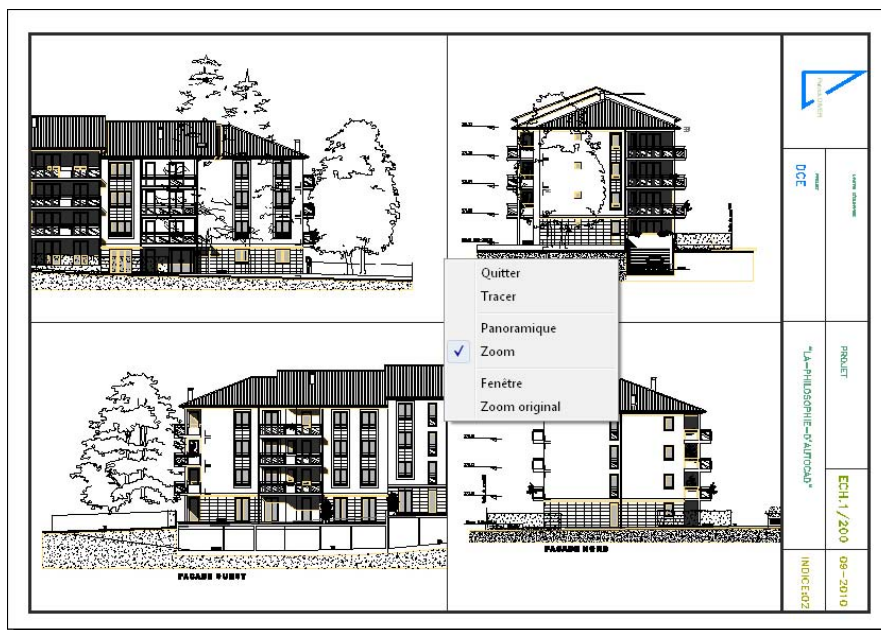 Quitter
Tracer
Panoramique
Zoom
Fenêtre
Zoom original
FACADE OUEST
FACADE NORD
DCE
PROJET
"LA-PHILOSOPHIE-D'AUTOCAD"
PROJET
ECH.1/200
INDICE:02
09-2010